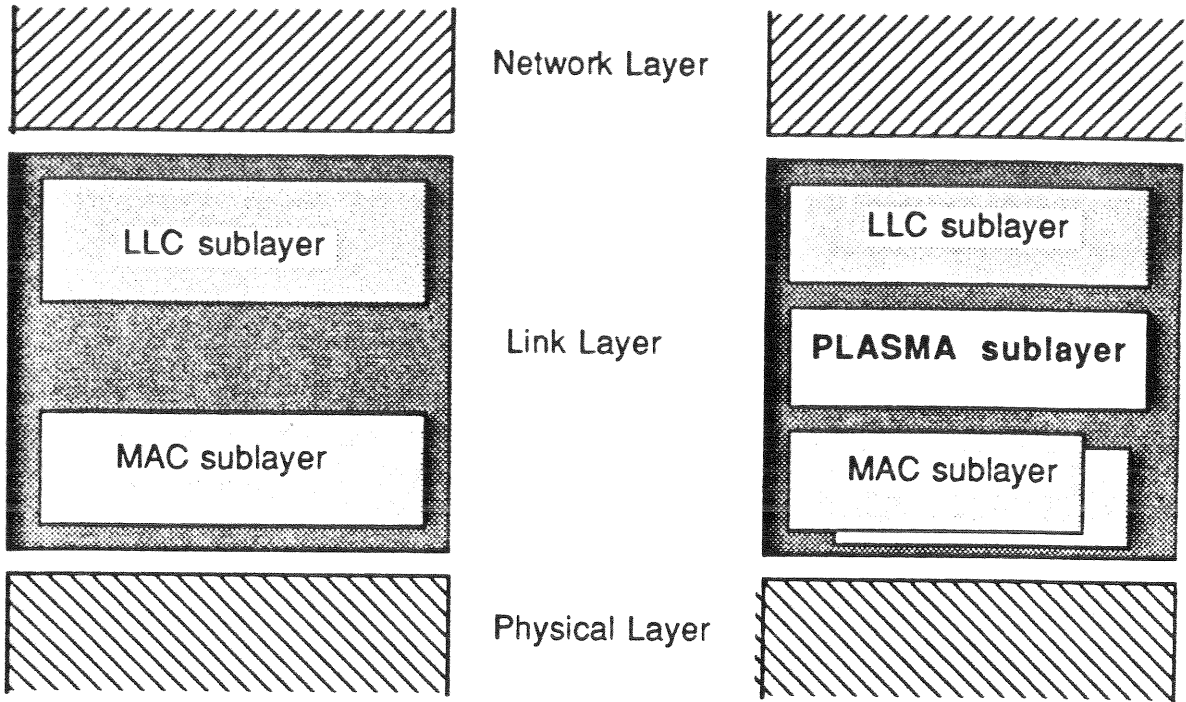 Network Layer
LLC sublayer
LLC sublayer
Link Layer
PLASMA sublayer
MAC sublayer
MAC sublayer
Physical Layer